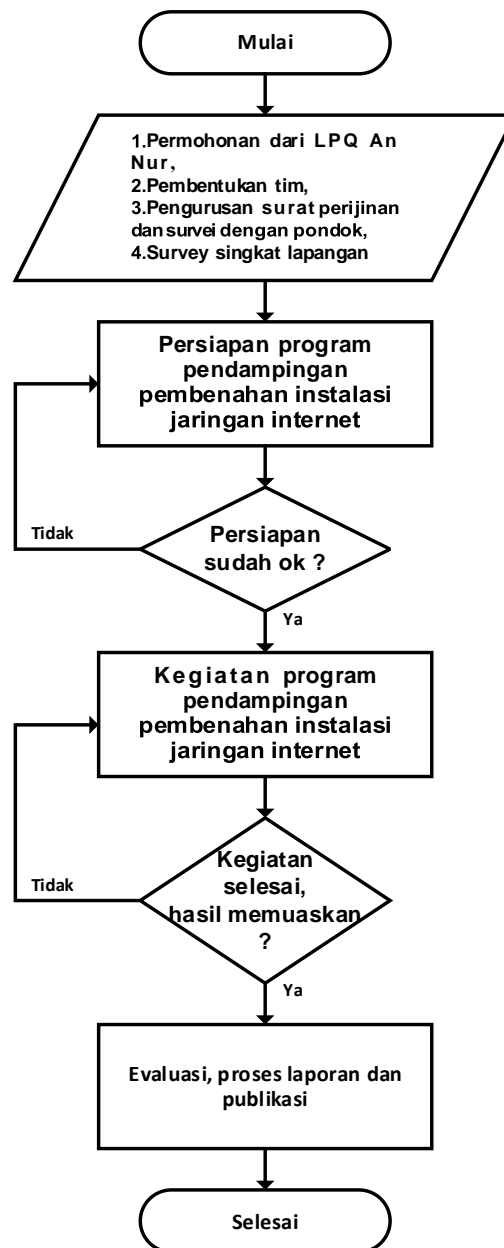 Mulai
1.Permohonan dari LPQ An
Nur,
2.Pembentukan tim,
3.Pengurusan surat perijinan
dan survei dengan pondok,
4.Survey singkat lapangan
Persiapan program
pendampingan
pembenahan instalasi
jaringan internet
Tidak
Persiapan
sudah ok ?
Ya
Kegiatan program
pendampingan
pembenahan instalasi
jaringan internet
Tidak
Kegiatan
selesai,
hasil memuaskan
?
Ya
Evaluasi, proses laporan dan
publikasi
Selesai